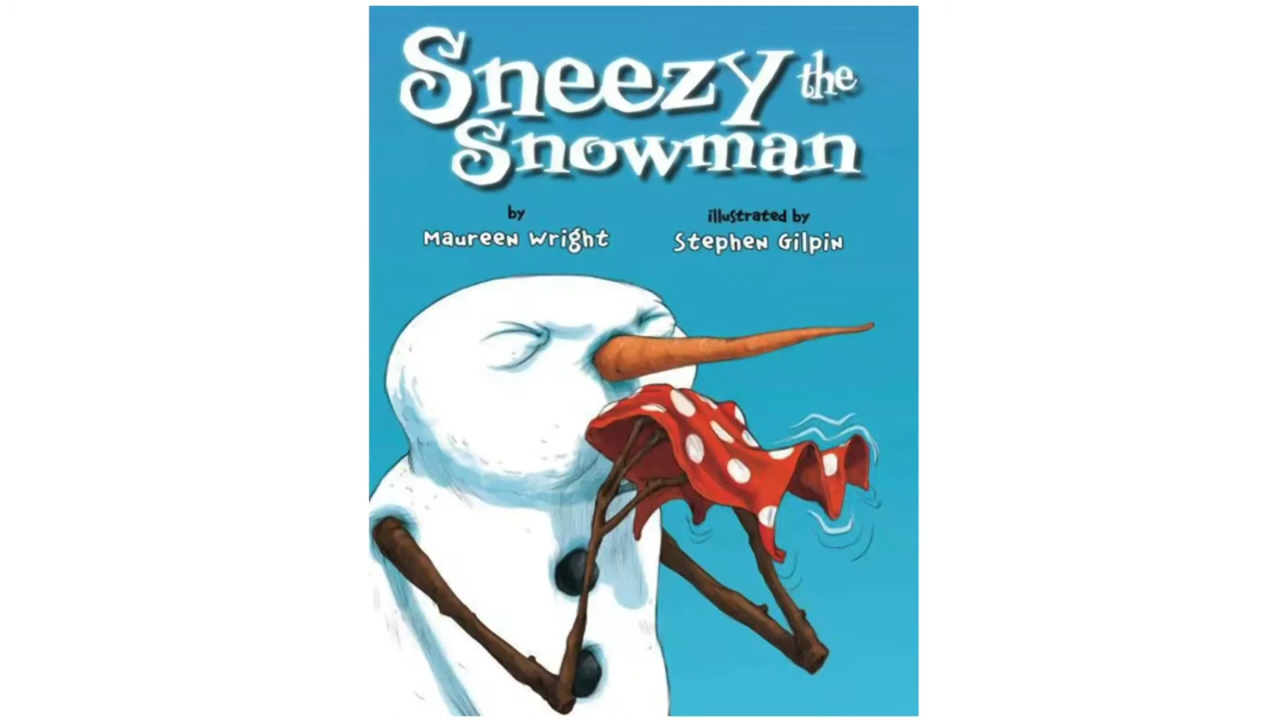 Sneezy the
Snowman
by
Maureen Wright
illustrated by
Stephen Gilpin